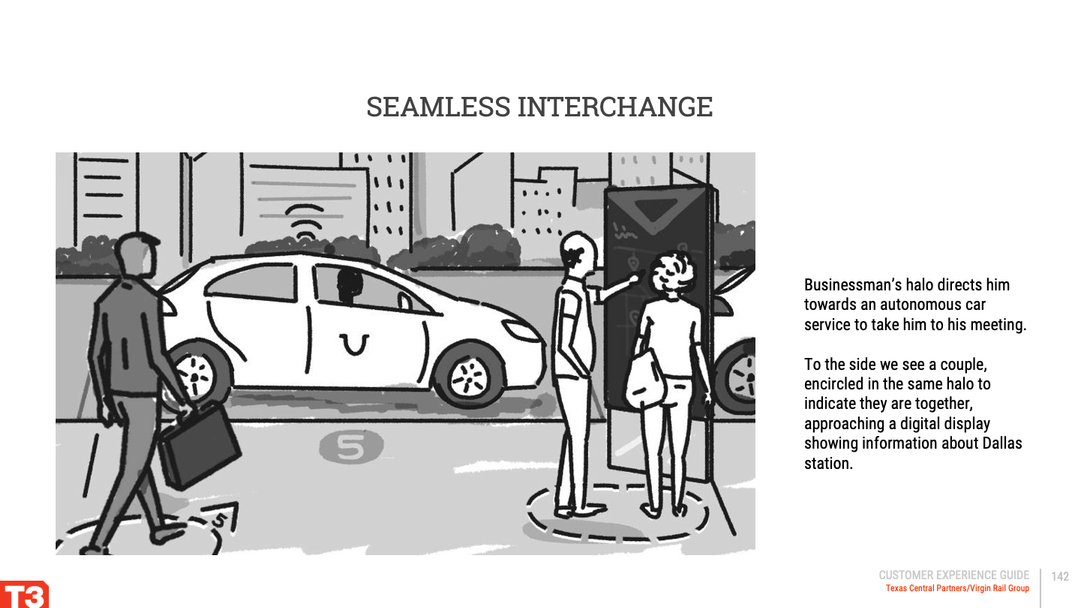 SEAMLESS INTERCHANGE
Businessman's halo directs him
towards an autonomous car
service to take him to his meeting.
To the side we see a couple,
encircled in the same halo to
indicate they are together,
approaching a digital display
showing information about Dallas
station.
5
5
CUSTOMER EXPERIENCE GUIDE
Texas Central Partners/Virgin Rail Group
142
T3